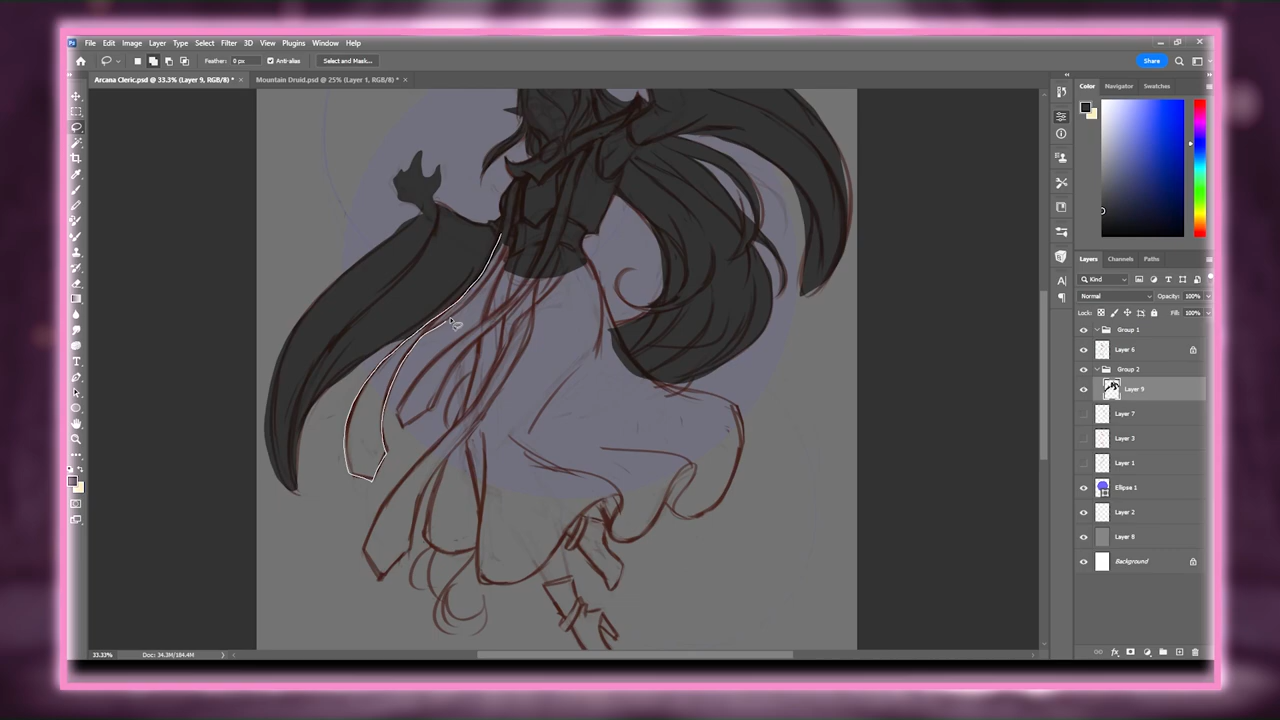 Ps File Edit Image Layer Type Select Filter 3D View Plugins Window Help
Feather: 0 px Anti-alias Select and Mask... Share
Arcana Cleric.psd @ 33.3% (Layer 9, RGB/8) * × Mountain Druid.psd @ 25% (Layer 1, RGB/8) * ×
Color Navigator Swatches
Layers Channels Paths
Kind
Normal Opacity: 100%
Lock: Fill: 100%
Group 1
Layer 6
Group 2
Layer 9
Layer 7
Layer 3
Layer 1
Ellipse 1
Layer 2
Layer 8
Background
33.33% Doc: 34.3M/184.4M